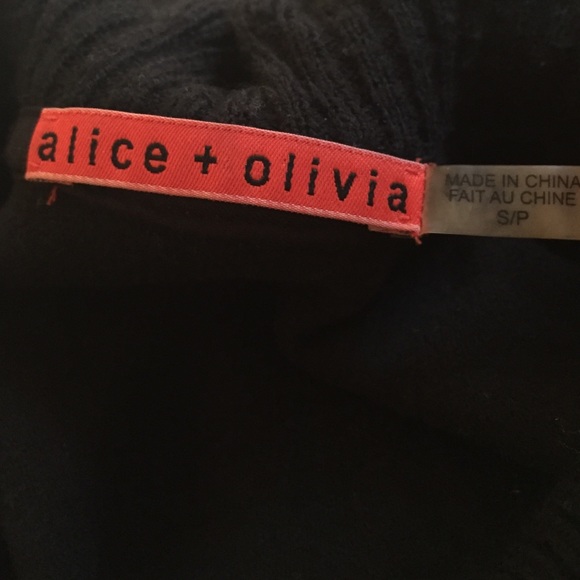 alice + olivia
MADE IN CHINA
FAIT AU CHINE
S/P